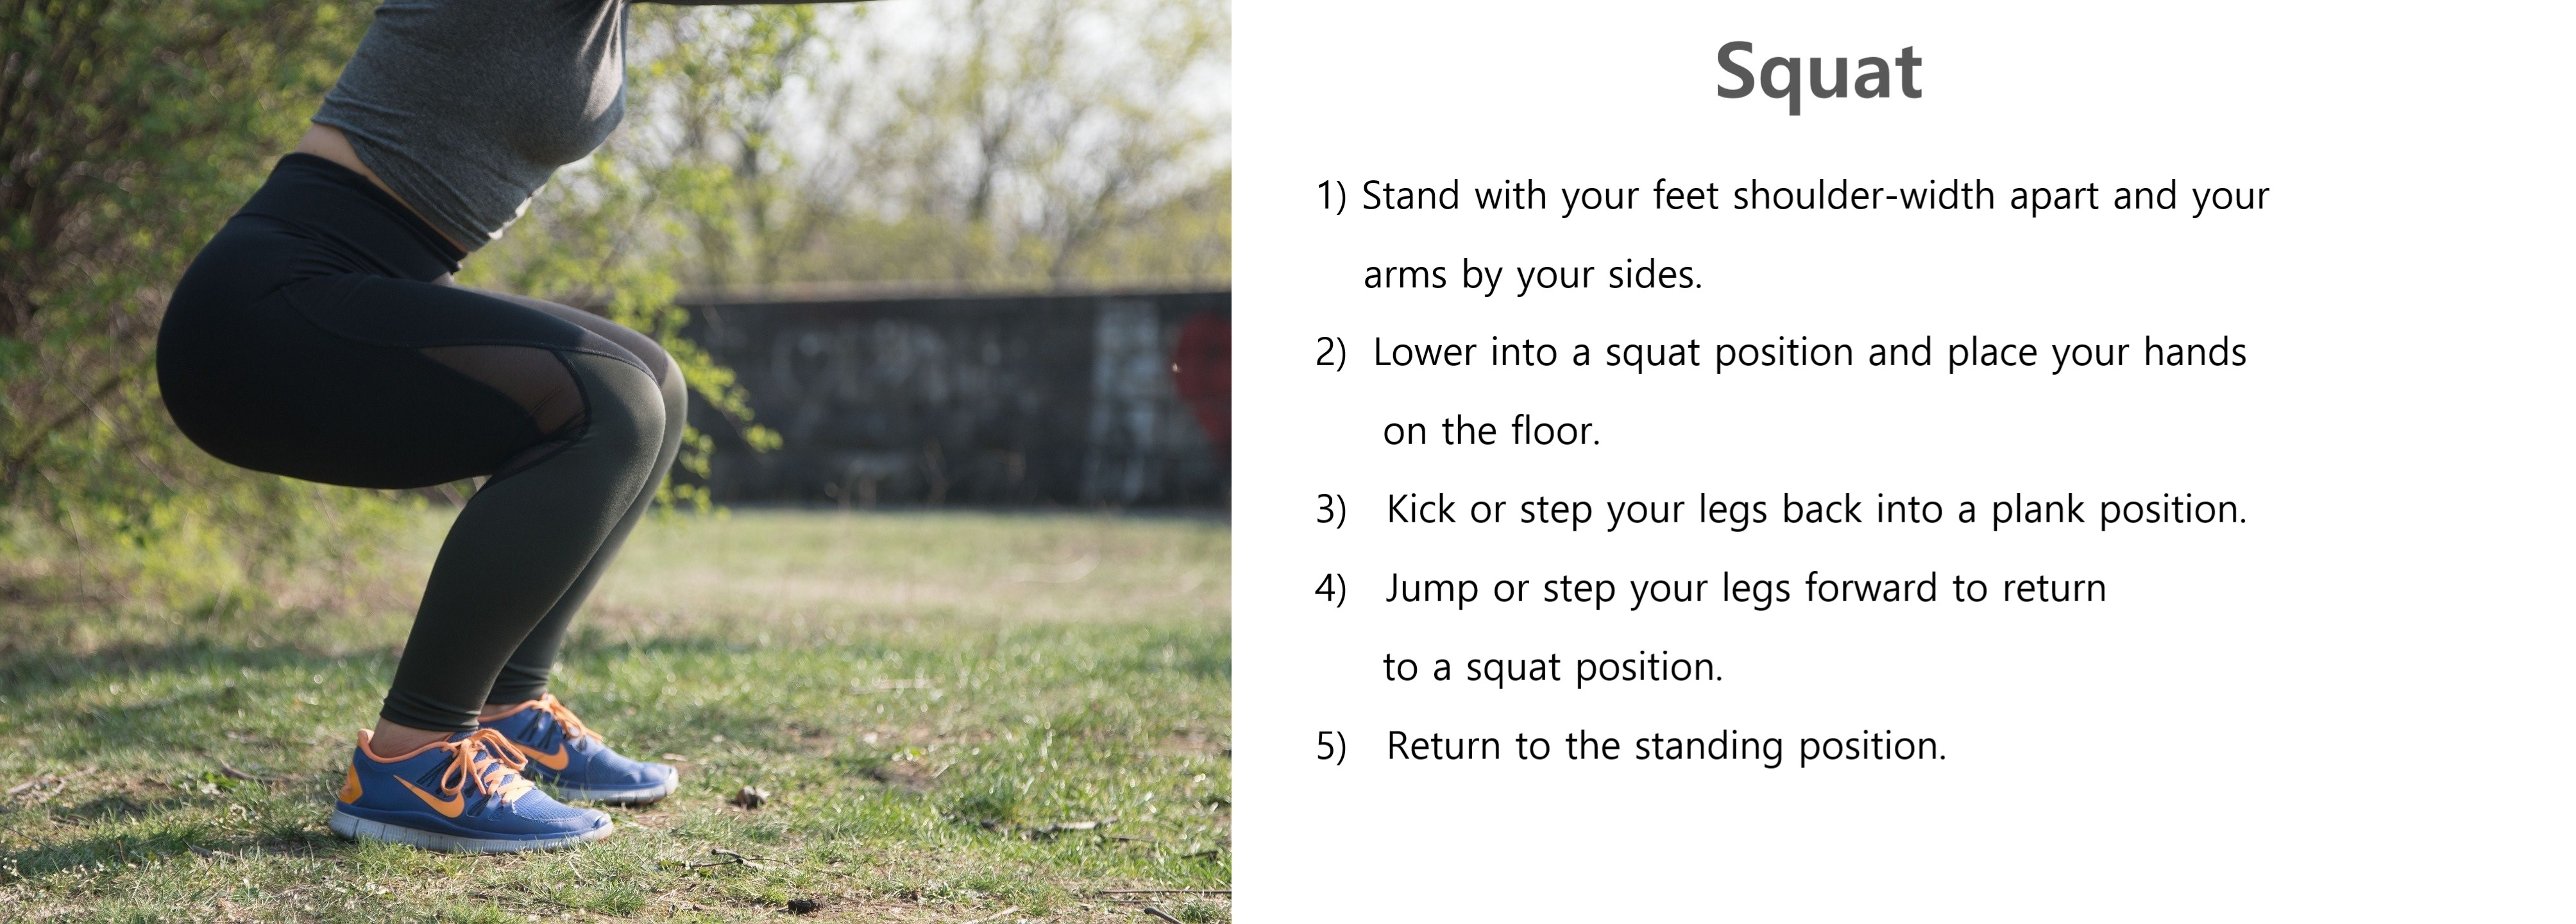 Squat
1) Stand with your feet shoulder-width apart and your
arms by your sides.
2) Lower into a squat position and place your hands
on the floor.
3) Kick or step your legs back into a plank position.
4) Jump or step your legs forward to return
to a squat position.
5) Return to the standing position.